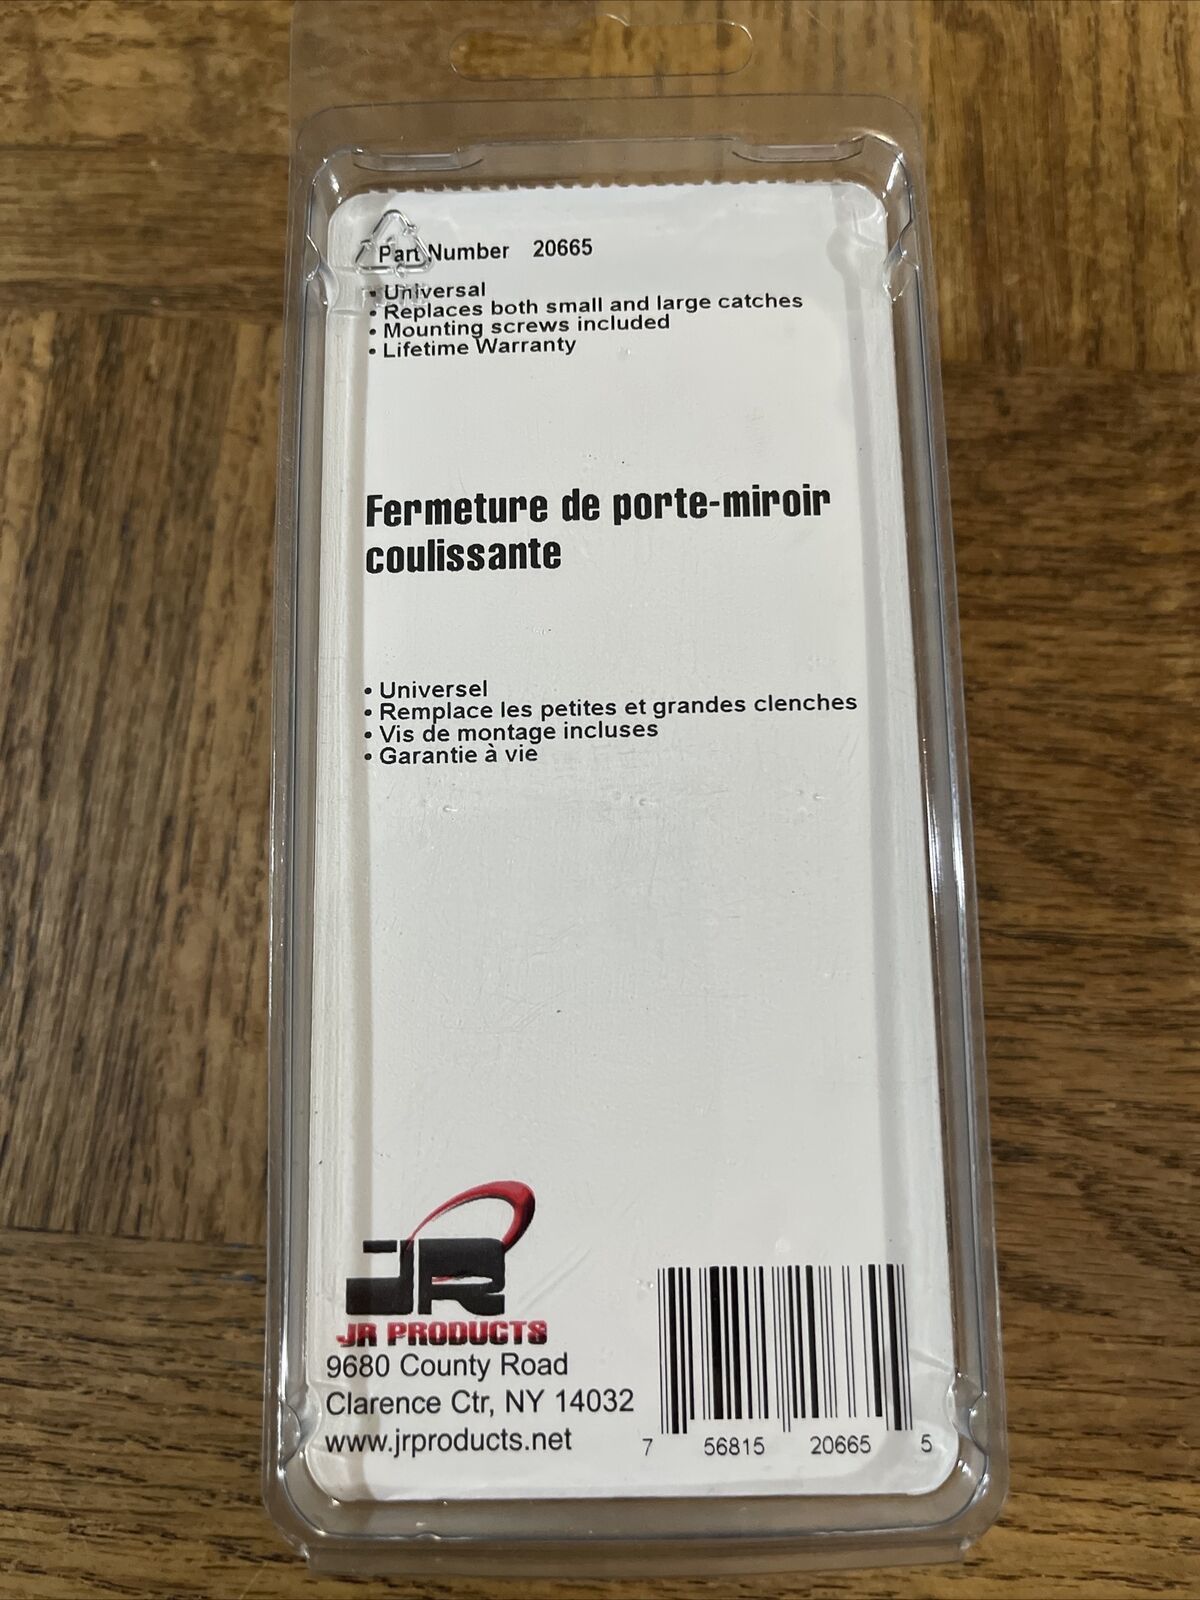 Part Number 20665
• Universal
• Replaces both small and large catches
• Mounting screws included
• Lifetime Warranty
Fermeture de porte-miroir
coulissante
• Universel
• Remplace les petites et grandes clenches
• Vis de montage incluses
• Garantie à vie
JR
JR PRODUCTS
9680 County Road
Clarence Ctr, NY 14032
www.jrproducts.net
7 56815 20665 5